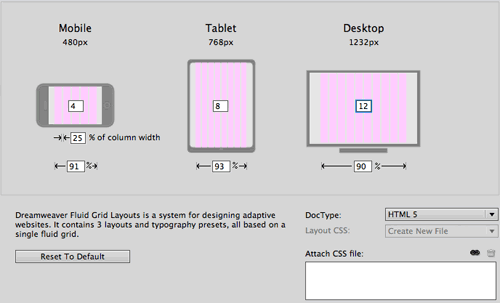 Mobile
480px
Tablet
768px
Desktop
1232px
4
8
12
25 % of column width
91 %
93 %
90 %
Dreamweaver Fluid Grid Layouts is a system for designing adaptive
websites. It contains 3 layouts and typography presets, all based on a
single fluid grid.
Reset To Default
DocType: HTML 5
Layout CSS: Create New File
Attach CSS file: